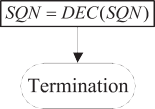 SQN = DEC(SQN)
Termination